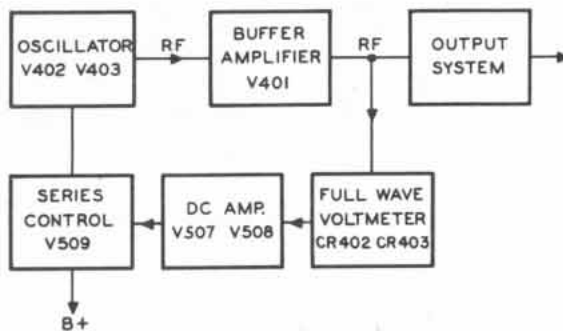 OSCILLATOR
V402 V403
RF
BUFFER
AMPLIFIER
V401
RF
OUTPUT
SYSTEM
SERIES
CONTROL
V509
DC AMP.
V507 V508
FULL WAVE
VOLTMETER
CR402 CR403
B+